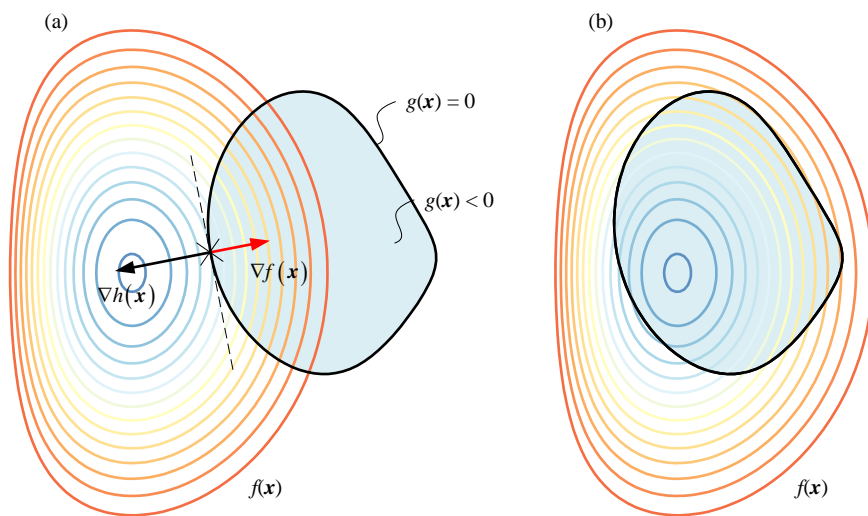 (a)
(b)
g(x) = 0
g(x) < 0
∇f(x)
∇h(x)
f(x)
f(x)